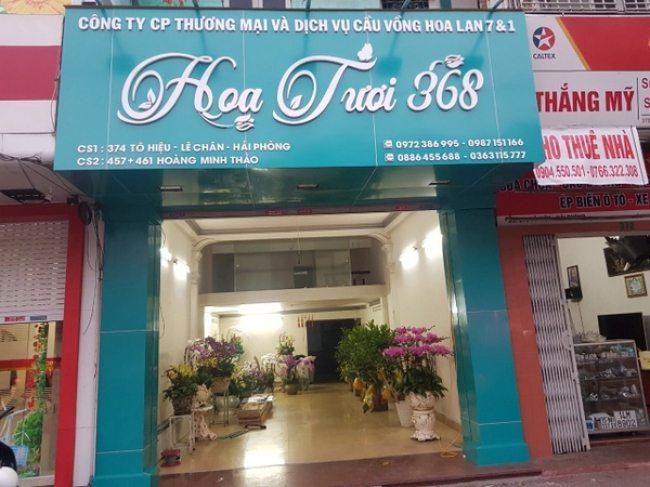 CÔNG TY CP THƯƠNG MẠI VÀ DỊCH VỤ CẦU VỒNG HOA LAN 7&1
Hoa Tươi 368
CS1 : 374 TÔ HIỆU - LÊ CHÂN - HẢI PHÒNG
CS2 : 457+461 HOÀNG MINH THẢO
0972 386 995 - 0987 151 166
0886 455 688 - 0363 115 777
CALTEX
THẮNG MỸ
HO THUÊ NHÀ
0904.550.501-0766.322.308
ÉP BIỂN Ô TÔ - XE
372